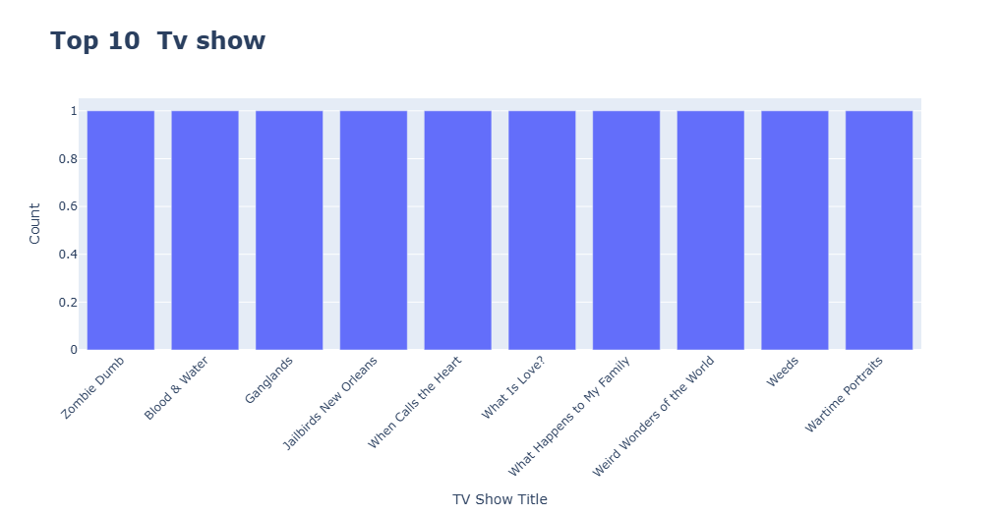 Top 10  Tv show
Count
1
0.8
0.6
0.4
0.2
0
Zombie Dumb
Blood & Water
Ganglands
Jailbirds New Orleans
When Calls the Heart
What Is Love?
What Happens to My Family
Weird Wonders of the World
Weeds
Wartime Portraits
TV Show Title